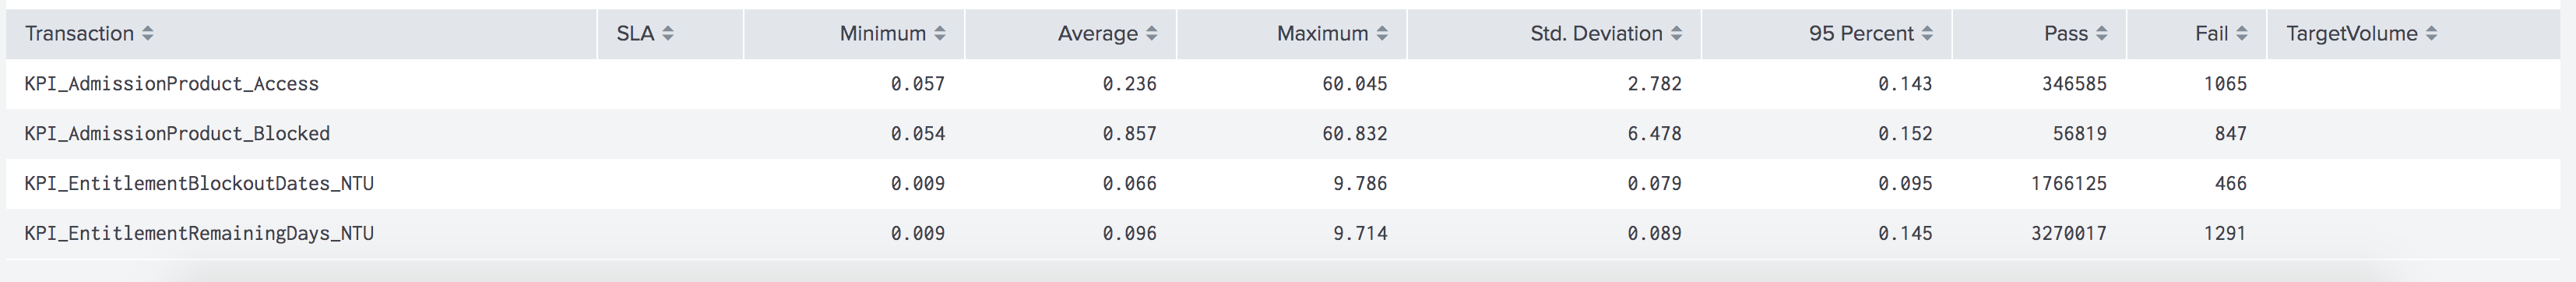 Transaction SLA Minimum Average Maximum Std. Deviation 95 Percent Pass Fail TargetVolume
KPI_AdmissionProduct_Access 0.057 0.236 60.045 2.782 0.143 346585 1065
KPI_AdmissionProduct_Blocked 0.054 0.857 60.832 6.478 0.152 56819 847
KPI_EntitlementBlockoutDates_NTU 0.009 0.066 9.786 0.079 0.095 1766125 466
KPI_EntitlementRemainingDays_NTU 0.009 0.096 9.714 0.089 0.145 3270017 1291